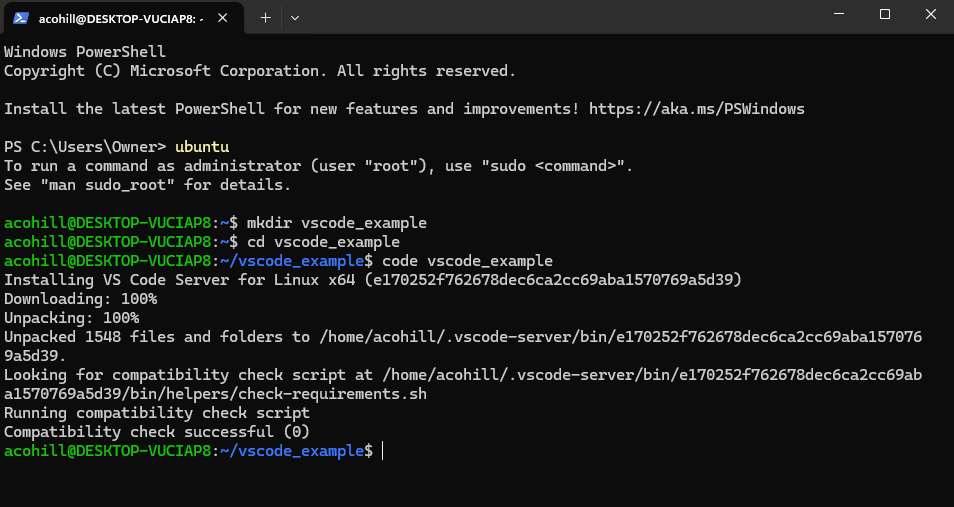 acohill@DESKTOP-VUCIAP8: ~
Windows PowerShell
Copyright (C) Microsoft Corporation. All rights reserved.
Install the latest PowerShell for new features and improvements! https://aka.ms/PSWindows
PS C:\Users\Owner> ubuntu
To run a command as administrator (user "root"), use "sudo <command>".
See "man sudo_root" for details.
acohill@DESKTOP-VUCIAP8:~$ mkdir vscode_example
acohill@DESKTOP-VUCIAP8:~$ cd vscode_example
acohill@DESKTOP-VUCIAP8:~/vscode_example$ code vscode_example
Installing VS Code Server for Linux x64 (e170252f762678dec6ca2cc69aba1570769a5d39)
Downloading: 100%
Unpacking: 100%
Unpacked 1548 files and folders to /home/acohill/.vscode-server/bin/e170252f762678dec6ca2cc69aba157076
9a5d39.
Looking for compatibility check script at /home/acohill/.vscode-server/bin/e170252f762678dec6ca2cc69ab
a1570769a5d39/bin/helpers/check-requirements.sh
Running compatibility check script
Compatibility check successful (0)
acohill@DESKTOP-VUCIAP8:~/vscode_example$